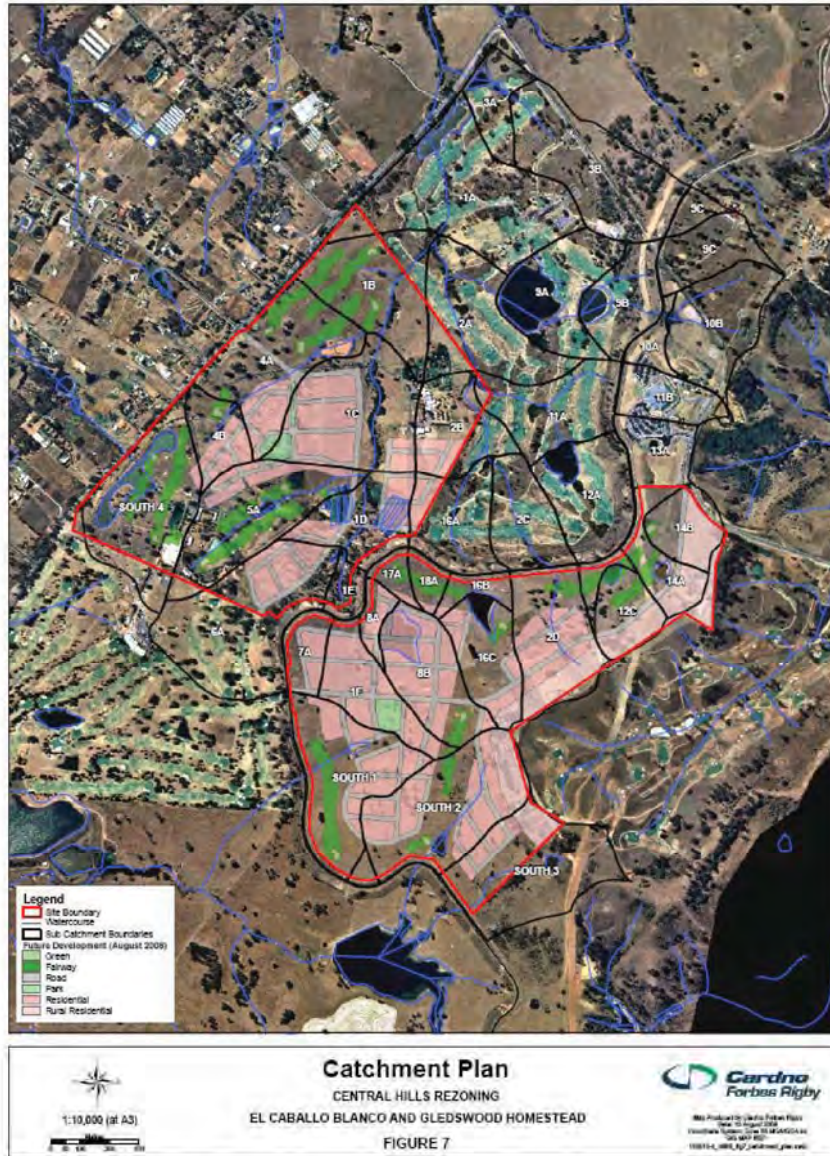 3A
3B
1A
9C
9C
1B
9A
9B
10B
2A
4A
10A
11B
1C
4B
2B
11A
13A
SOUTH 4
5A
12A
1D
16A
2C
14B
17A
18A
16B
14A
1E
12C
8A
6A
2D
7A
16C
8B
1F
SOUTH 1
SOUTH 2
SOUTH 3
Legend
Site Boundary
Watercourse
Sub Catchment Boundaries
Future Development (August 2008)
Green
Fairway
Road
Park
Residential
Rural Residential
Catchment Plan
CENTRAL HILLS REZONING
EL CABALLO BLANCO AND GLEDSWOOD HOMESTEAD
FIGURE 7
1:10,000 (at A3)
Cardno
Forbes Rigby